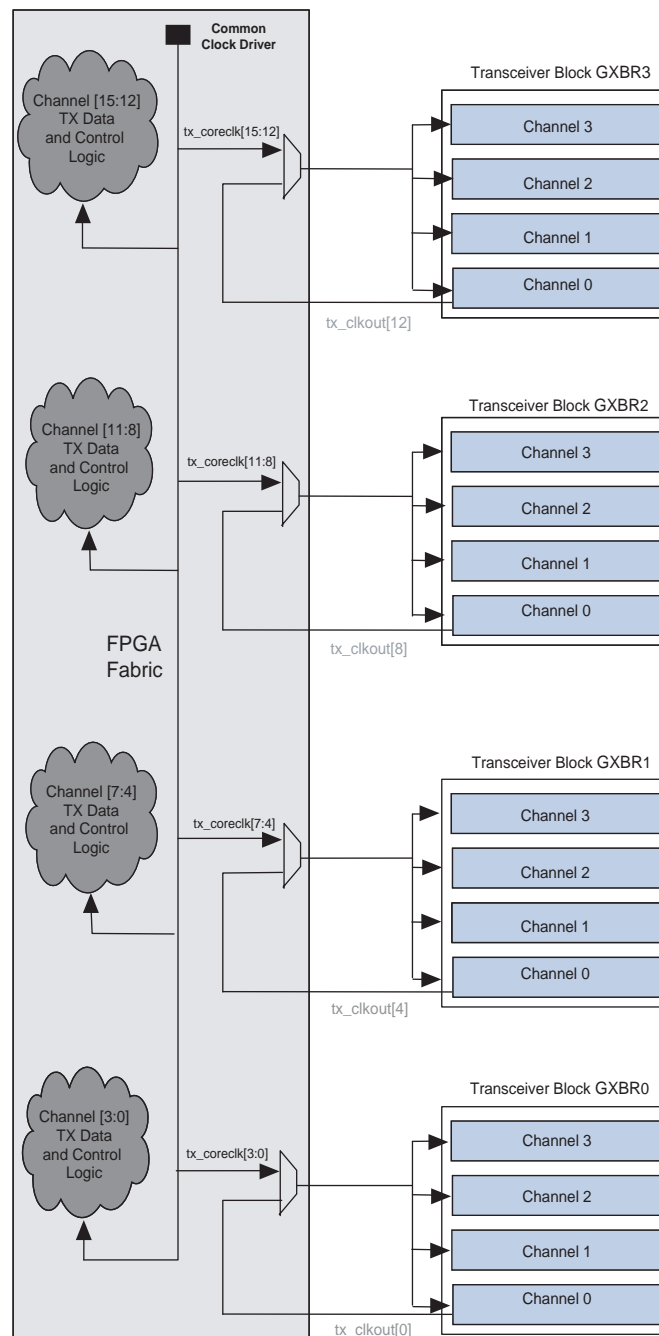 Common
Clock Driver
Channel [15:12]
TX Data
and Control
Logic
tx_coreclk[15:12]
Transceiver Block GXBR3
Channel 3
Channel 2
Channel 1
Channel 0
tx_clkout[12]
Channel [11:8]
TX Data
and Control
Logic
tx_coreclk[11:8]
Transceiver Block GXBR2
Channel 3
Channel 2
Channel 1
Channel 0
tx_clkout[8]
FPGA
Fabric
Channel [7:4]
TX Data
and Control
Logic
tx_coreclk[7:4]
Transceiver Block GXBR1
Channel 3
Channel 2
Channel 1
Channel 0
tx_clkout[4]
Channel [3:0]
TX Data
and Control
Logic
tx_coreclk[3:0]
Transceiver Block GXBR0
Channel 3
Channel 2
Channel 1
Channel 0
tx_clkout[0]